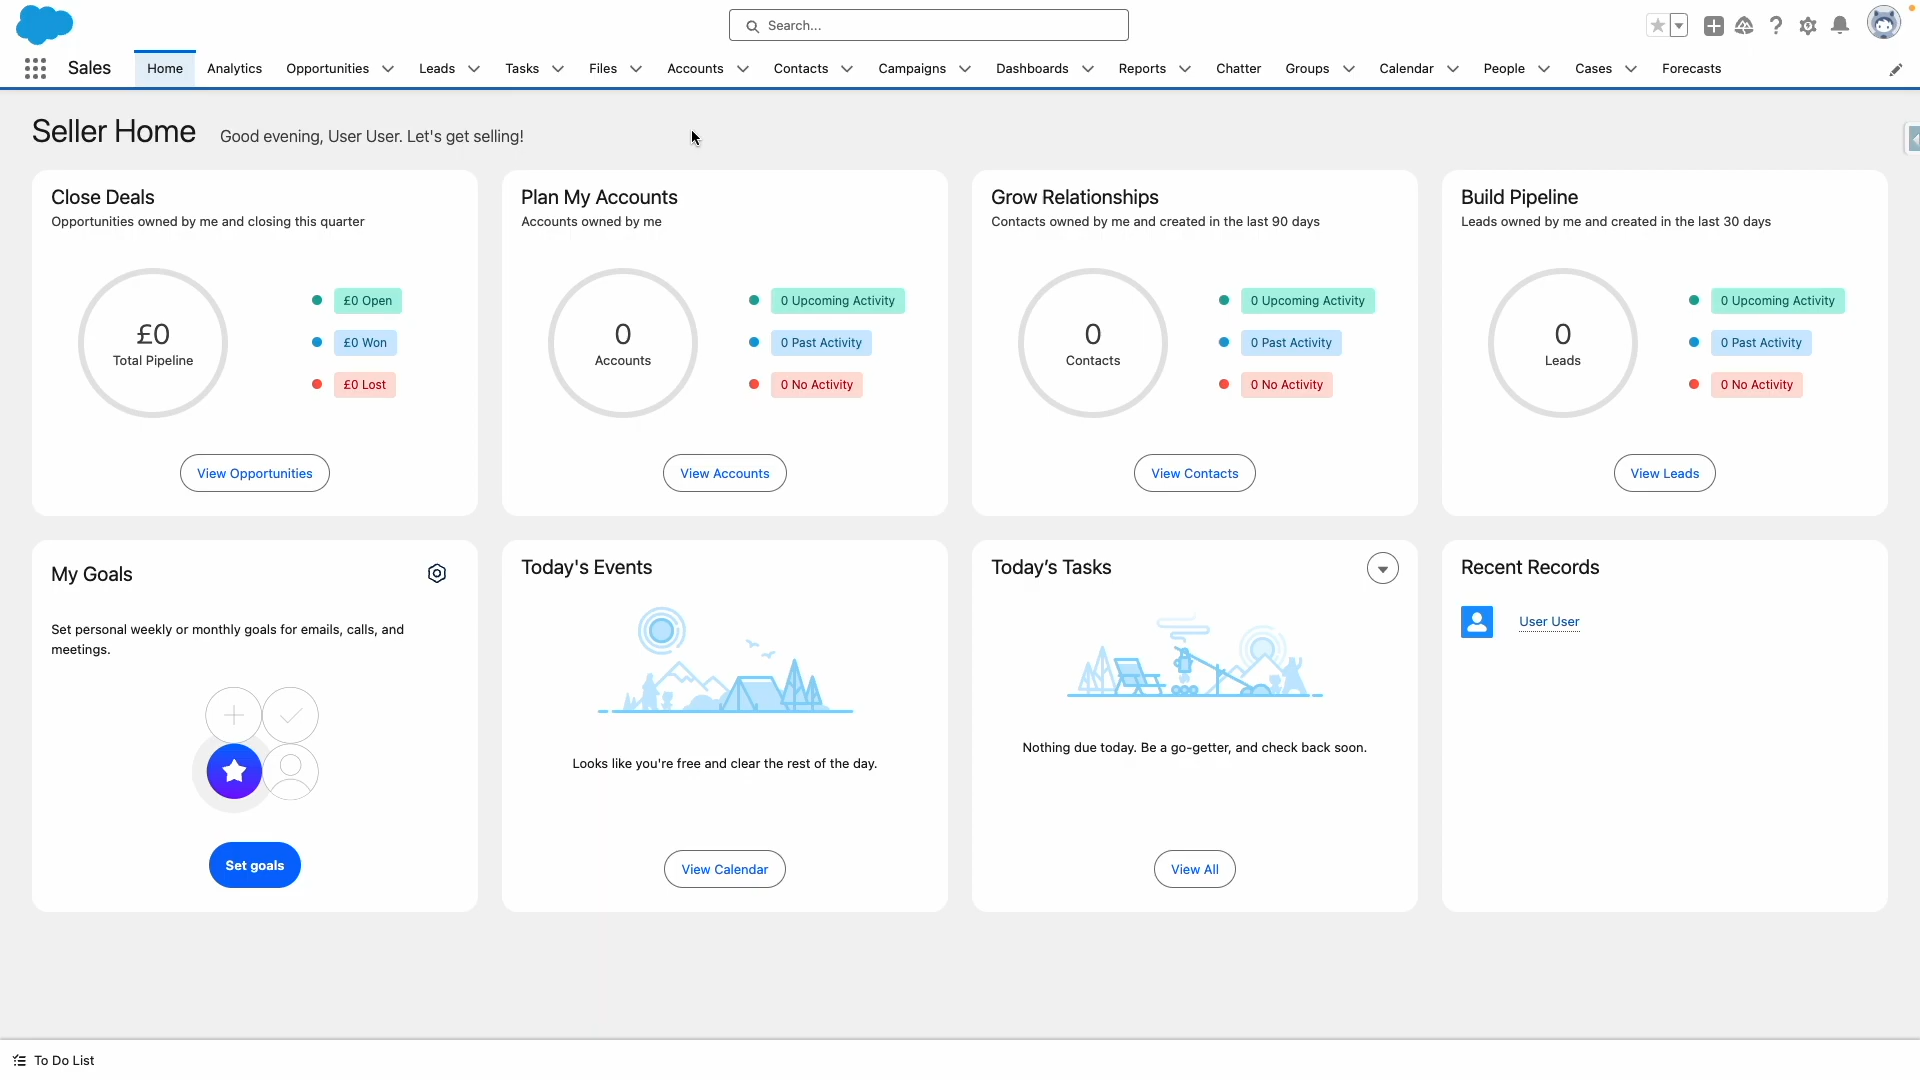 Search...
Sales
Home
Analytics
Opportunities
Leads
Tasks
Files
Accounts
Contacts
Campaigns
Dashboards
Reports
Chatter
Groups
Calendar
People
Cases
Forecasts
Seller Home
Good evening, User User. Let's get selling!
Close Deals
Opportunities owned by me and closing this quarter
£0
Total Pipeline
£0 Open
£0 Won
£0 Lost
View Opportunities
Plan My Accounts
Accounts owned by me
0
Accounts
0 Upcoming Activity
0 Past Activity
0 No Activity
View Accounts
Grow Relationships
Contacts owned by me and created in the last 90 days
0
Contacts
0 Upcoming Activity
0 Past Activity
0 No Activity
View Contacts
Build Pipeline
Leads owned by me and created in the last 30 days
0
Leads
0 Upcoming Activity
0 Past Activity
0 No Activity
View Leads
My Goals
Set personal weekly or monthly goals for emails, calls, and
meetings.
Set goals
Today's Events
Looks like you're free and clear the rest of the day.
View Calendar
Today’s Tasks
Nothing due today. Be a go-getter, and check back soon.
View All
Recent Records
User User
To Do List